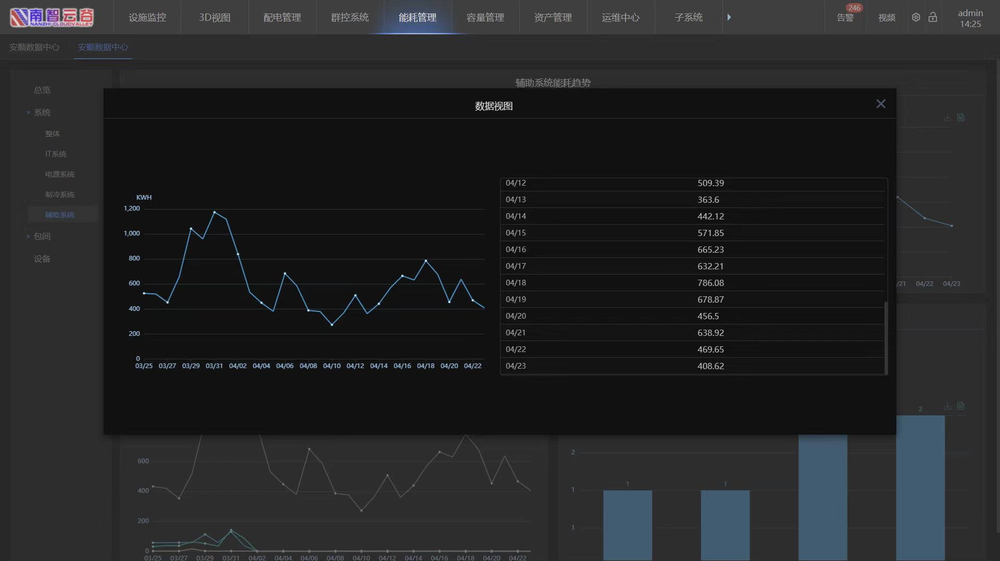 南智云谷
NANZHI CLOUDVALLEY
设施监控
3D视图
配电管理
群控系统
能耗管理
容量管理
资产管理
运维中心
子系统
246
告警
视频
admin
14:25
安顺数据中心
安顺数据中心
总览
系统
整体
IT系统
电源系统
制冷系统
辅助系统
包间
设备
辅助系统能耗趋势
数据视图
KWH
1,200
1,000
800
600
400
200
0
03/25 03/27 03/29 03/31 04/02 04/04 04/06 04/08 04/10 04/12 04/14 04/16 04/18 04/20 04/22
04/12 509.39
04/13 363.6
04/14 442.12
04/15 571.85
04/16 665.23
04/17 632.21
04/18 786.08
04/19 678.87
04/20 456.5
04/21 638.92
04/22 469.65
04/23 408.62
/21 04/22 04/23
600
400
200
0
03/25 03/27 03/29 03/31 04/02 04/04 04/06 04/08 04/10 04/12 04/14 04/16 04/18 04/20 04/22
2
2
1
1
1
1